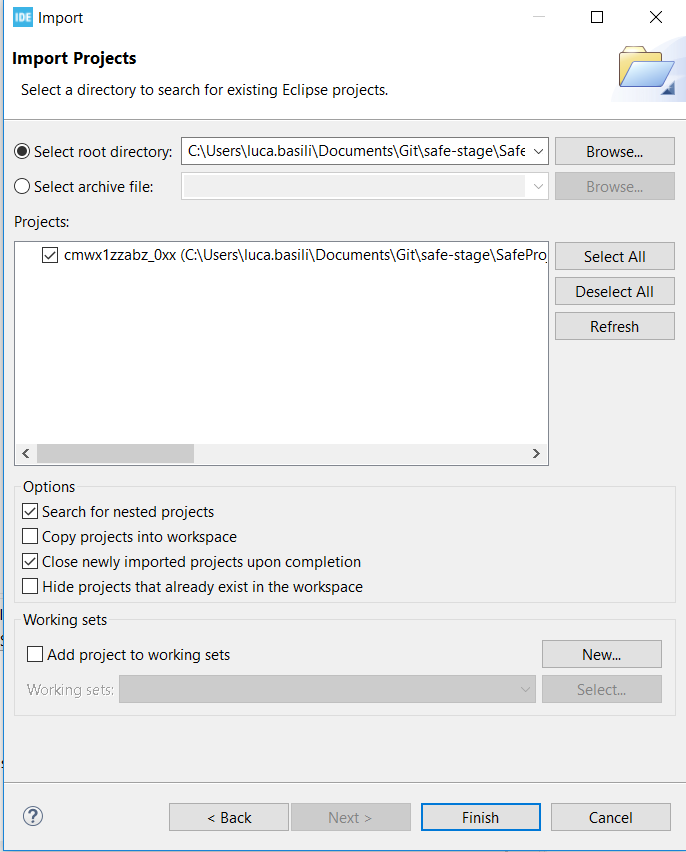 IDE Import
Import Projects
Select a directory to search for existing Eclipse projects.
Select root directory: C:\Users\luca.basili\Documents\Git\safe-stage\Safe Browse...
Select archive file: Browse...
Projects:
cmwx1zzabz_0xx (C:\Users\luca.basili\Documents\Git\safe-stage\SafeProj
Select All
Deselect All
Refresh
Options
Search for nested projects
Copy projects into workspace
Close newly imported projects upon completion
Hide projects that already exist in the workspace
Working sets
Add project to working sets New...
Working sets: Select...
? < Back Next > Finish Cancel